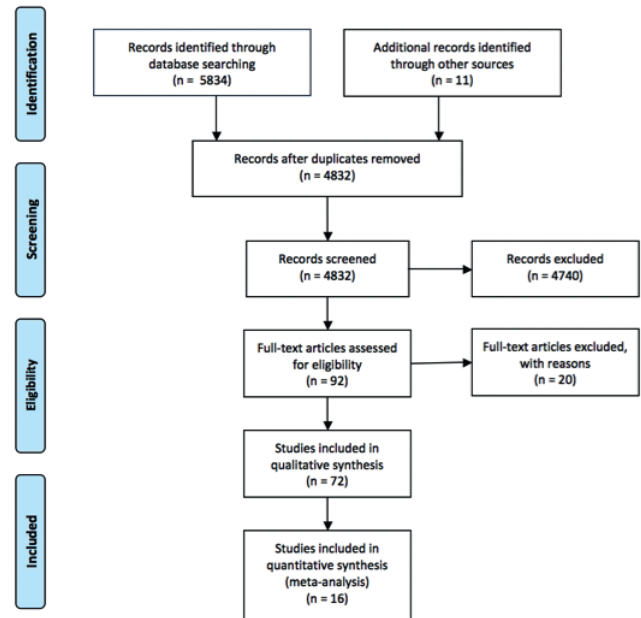 Identification
Records identified through
database searching
(n = 5834)
Additional records identified
through other sources
(n = 11)
Records after duplicates removed
(n = 4832)
Screening
Records screened
(n = 4832)
Records excluded
(n = 4740)
Eligibility
Full-text articles assessed
for eligibility
(n = 92)
Full-text articles excluded,
with reasons
(n = 20)
Studies included in
qualitative synthesis
(n = 72)
Included
Studies included in
quantitative synthesis
(meta-analysis)
(n = 16)